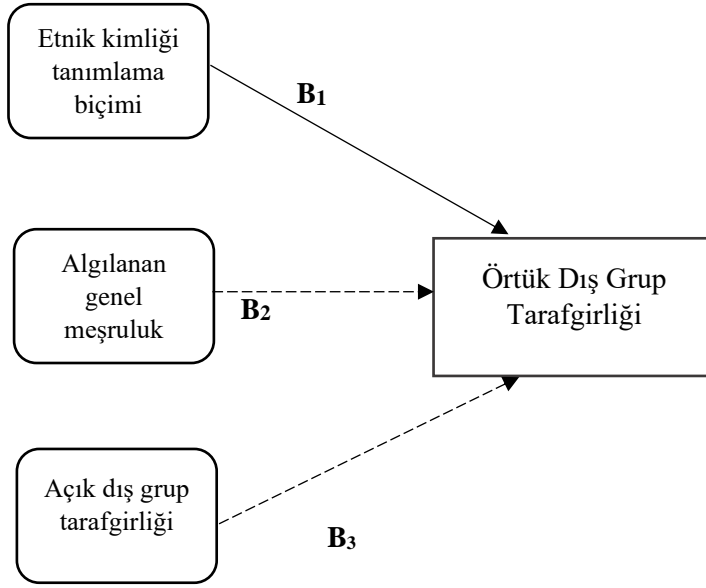 Etnik kimliği
tanımlama
biçimi
B1
Algılanan
genel
meşruluk
B2
Örtük Dış Grup
Tarafgirliği
Açık dış grup
tarafgirliği
B3